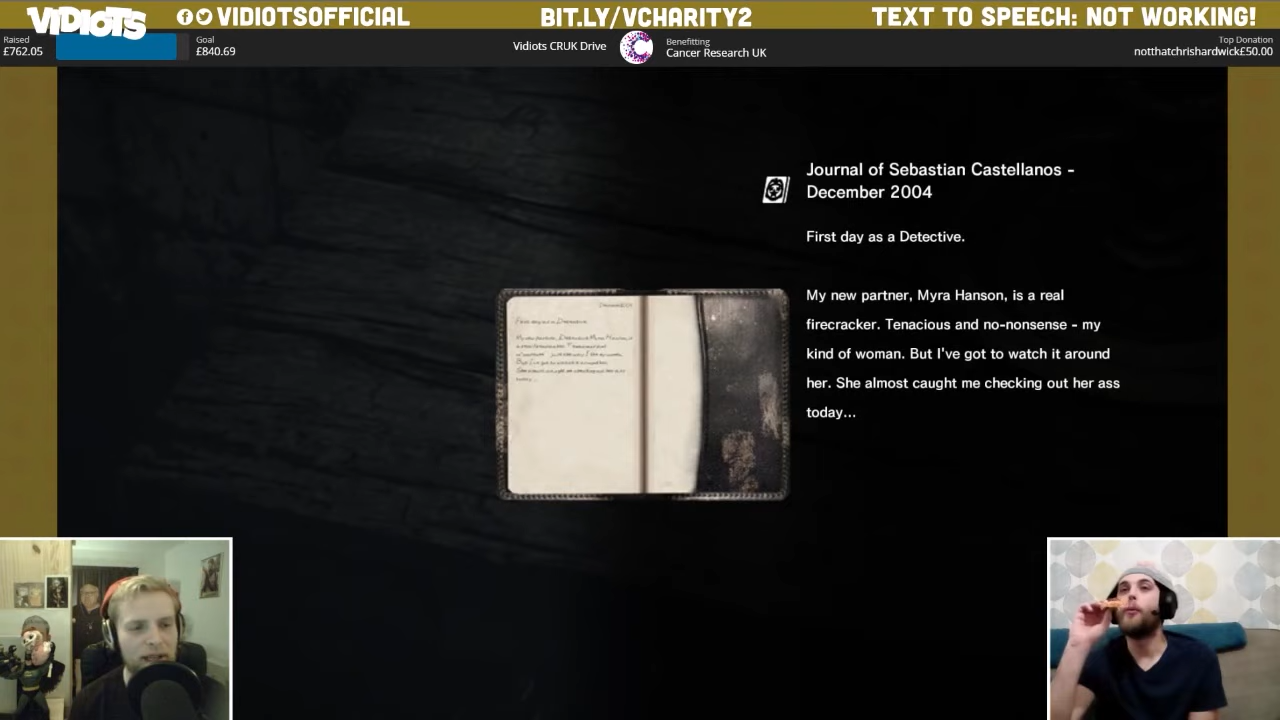 VIDIOTS
VIDIOTSOFFICIAL
BIT.LY/VCHARITY2
TEXT TO SPEECH: NOT WORKING!
Raised
£762.05
Goal
£840.69
Vidiots CRUK Drive
Benefitting
Cancer Research UK
Top Donation
notthatchrishardwick£50.00
Journal of Sebastian Castellanos -
December 2004
First day as a Detective.
My new partner, Myra Hanson, is a real
firecracker. Tenacious and no-nonsense - my
kind of woman. But I've got to watch it around
her. She almost caught me checking out her ass
today...